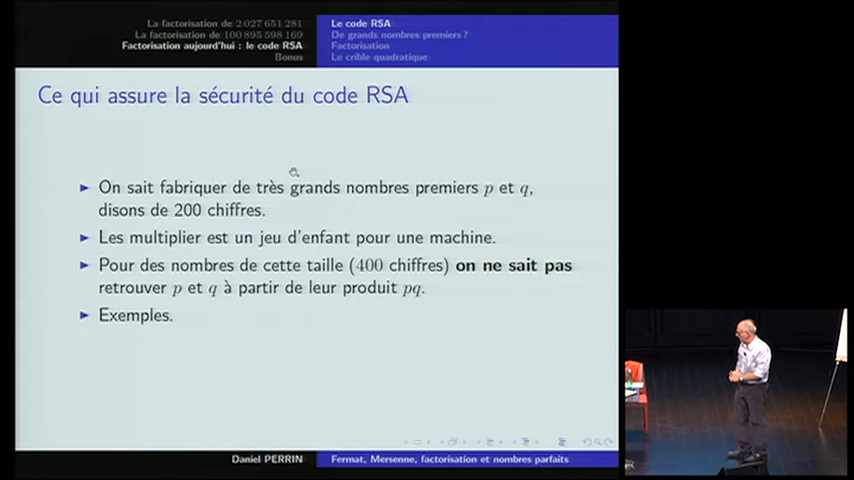 La factorisation de 2 027 651 281
La factorisation de 100 895 598 169
Factorisation aujourd'hui : le code RSA
Bonus
Le code RSA
De grands nombres premiers ?
Factorisation
Le crible quadratique
Ce qui assure la sécurité du code RSA
► On sait fabriquer de très grands nombres premiers p et q,
disons de 200 chiffres.
► Les multiplier est un jeu d'enfant pour une machine.
► Pour des nombres de cette taille (400 chiffres) on ne sait pas
retrouver p et q à partir de leur produit pq.
► Exemples.
Daniel PERRIN
Fermat, Mersenne, factorisation et nombres parfaits